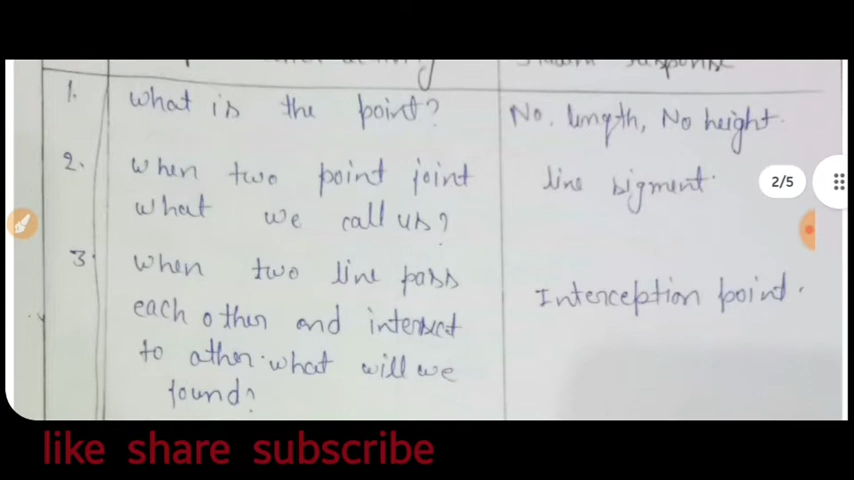 1. What is the point? No. length, No height.
2. When two point joint line sigment.
what we call us?
2/5
3. When two line pass
each other and intersect Interception point.
to other. what will we
found?
like share subscribe